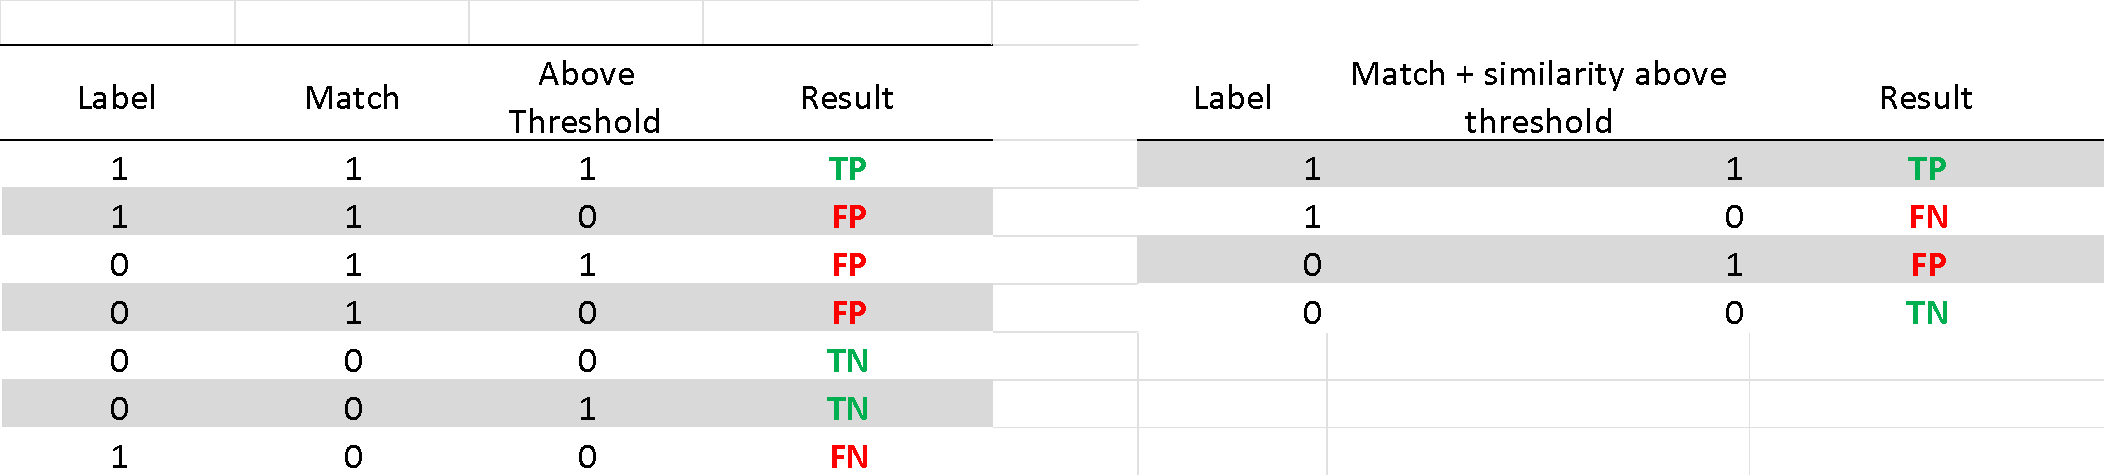 Label Match Above Threshold Result
1 1 1 TP
1 1 0 FP
0 1 1 FP
0 1 0 FP
0 0 0 TN
0 0 1 TN
1 0 0 FN
Label Match + similarity above threshold Result
1 1 TP
1 0 FN
0 1 FP
0 0 TN